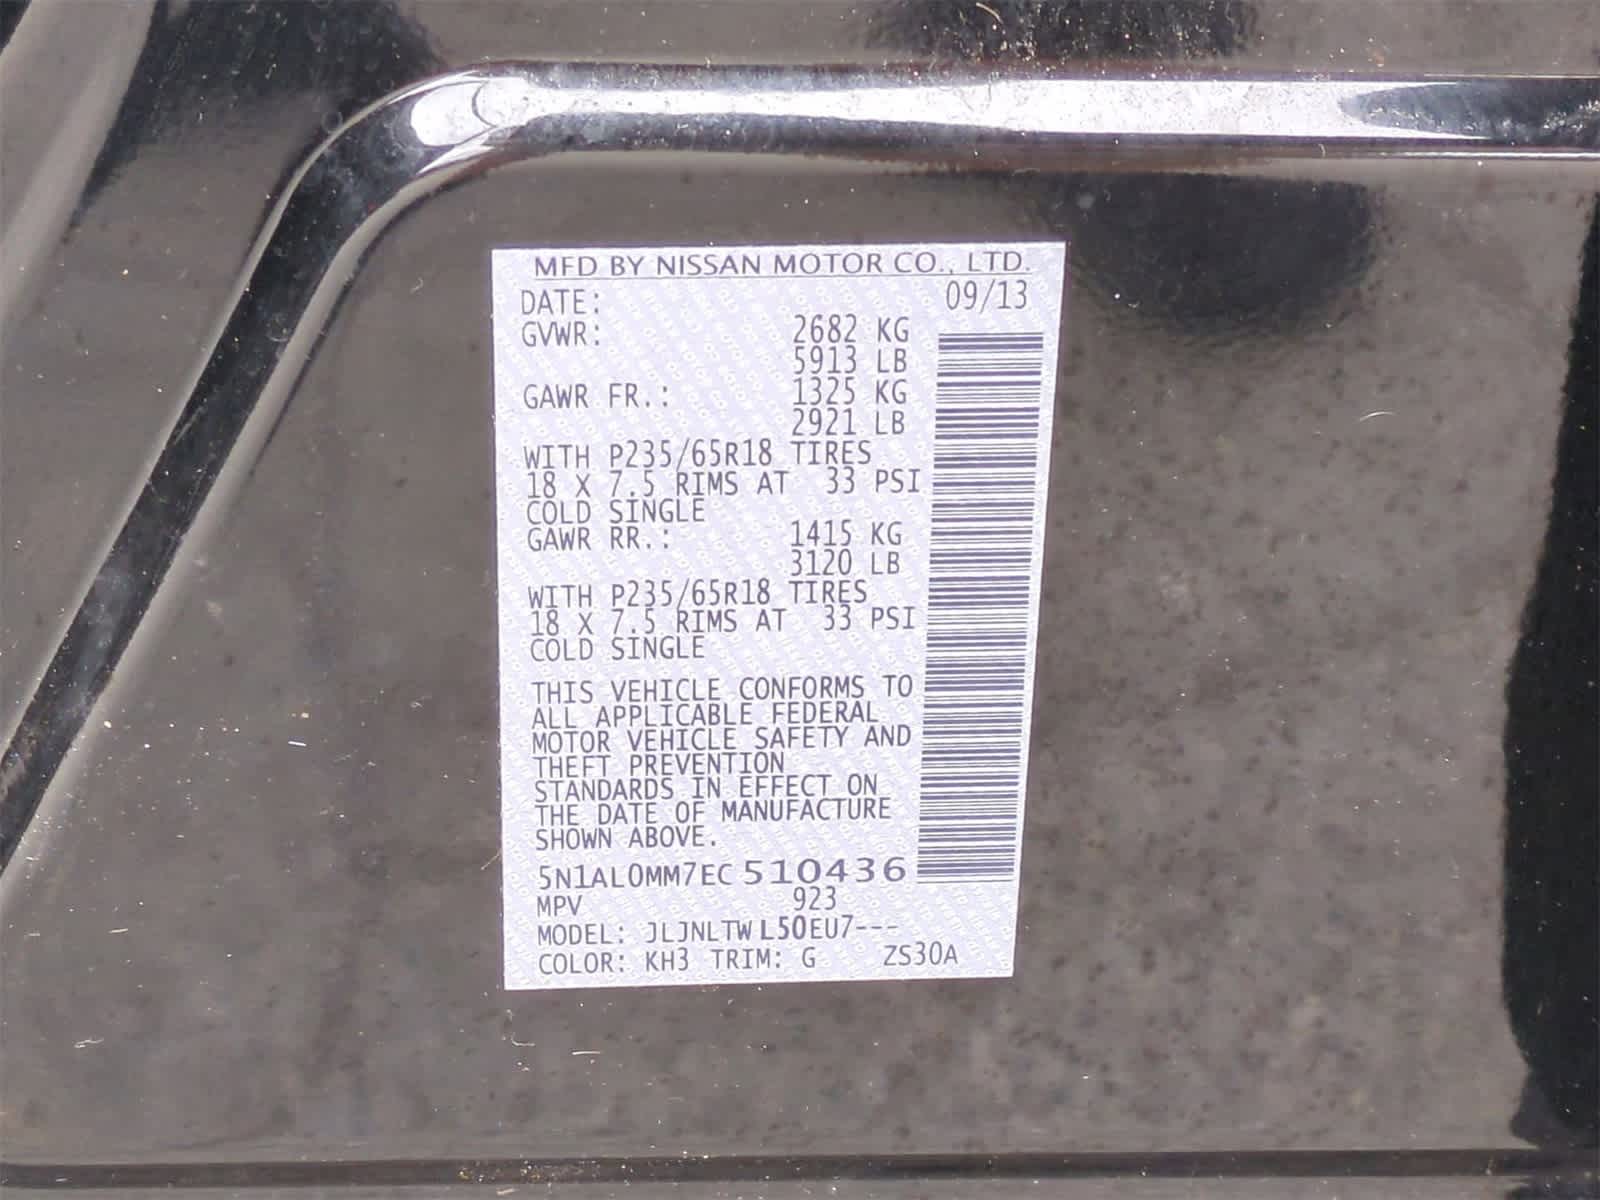 MFD BY NISSAN MOTOR CO., LTD.
DATE: 09/13
GVWR: 2682 KG
5913 LB
GAWR FR.: 1325 KG
2921 LB
WITH P235/65R18 TIRES
18 X 7.5 RIMS AT 33 PSI
COLD SINGLE
GAWR RR.: 1415 KG
3120 LB
WITH P235/65R18 TIRES
18 X 7.5 RIMS AT 33 PSI
COLD SINGLE
THIS VEHICLE CONFORMS TO
ALL APPLICABLE FEDERAL
MOTOR VEHICLE SAFETY AND
THEFT PREVENTION
STANDARDS IN EFFECT ON
THE DATE OF MANUFACTURE
SHOWN ABOVE.
5N1AL0MM7EC510436
MPV 923
MODEL: JLJNLTWL50EU7---
COLOR: KH3 TRIM: G ZS30A